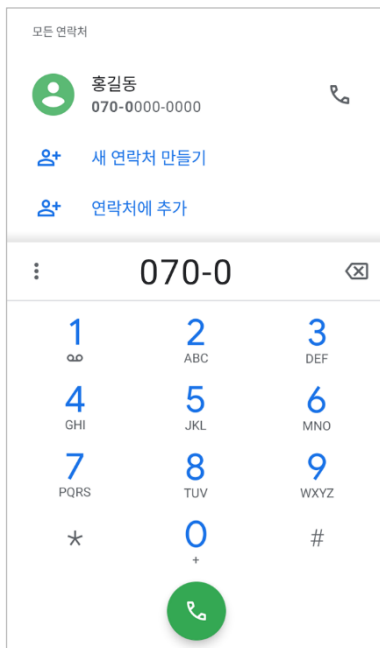 모든 연락처
홍길동
070-0000-0000
새 연락처 만들기
연락처에 추가
070-0
1 2 3
ABC DEF
4 5 6
GHI JKL MNO
7 8 9
PQRS TUV WXYZ
* 0 #
+